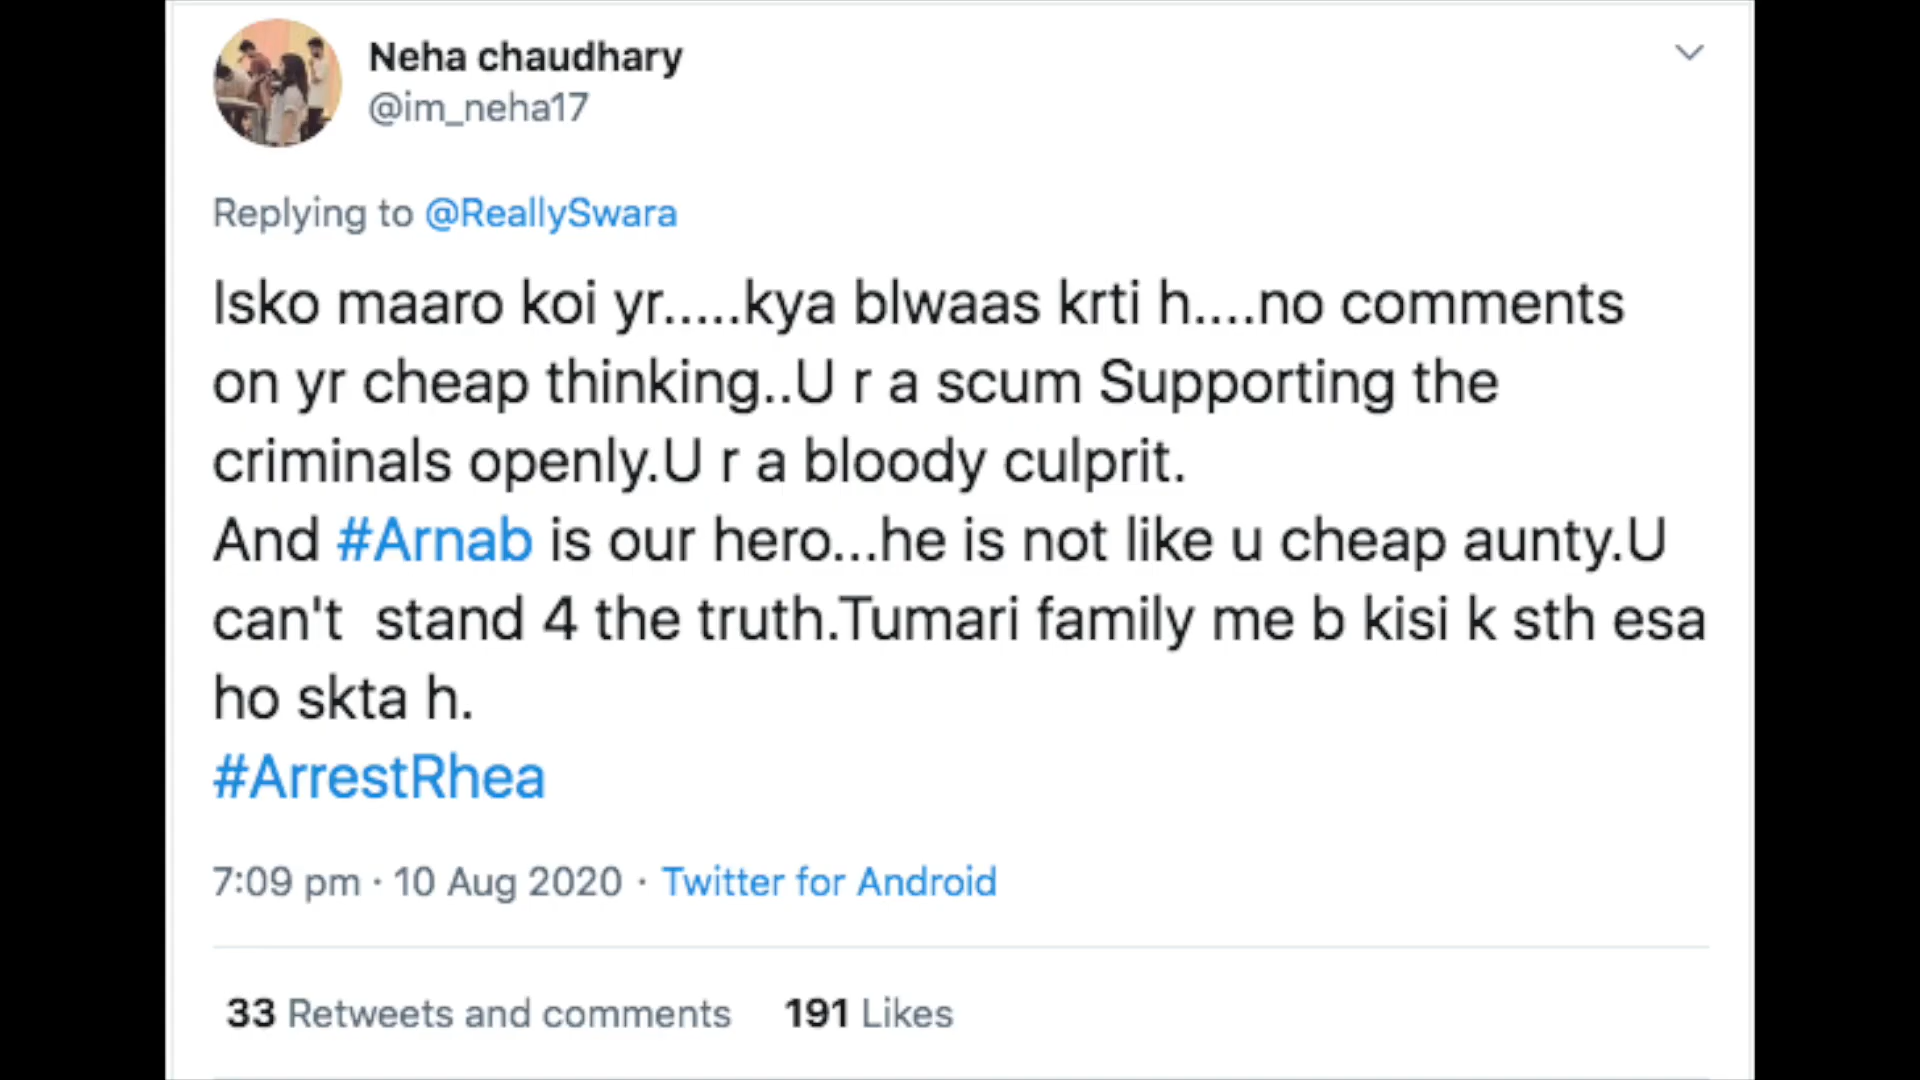 Neha chaudhary
@im_neha17
Replying to @ReallySwara
Isko maaro koi yr.....kya blwaas krti h....no comments
on yr cheap thinking..U r a scum Supporting the
criminals openly.U r a bloody culprit.
And #Arnab is our hero...he is not like u cheap aunty.U
can't  stand 4 the truth.Tumari family me b kisi k sth esa
ho skta h.
#ArrestRhea
7:09 pm · 10 Aug 2020 · Twitter for Android
33 Retweets and comments 191 Likes